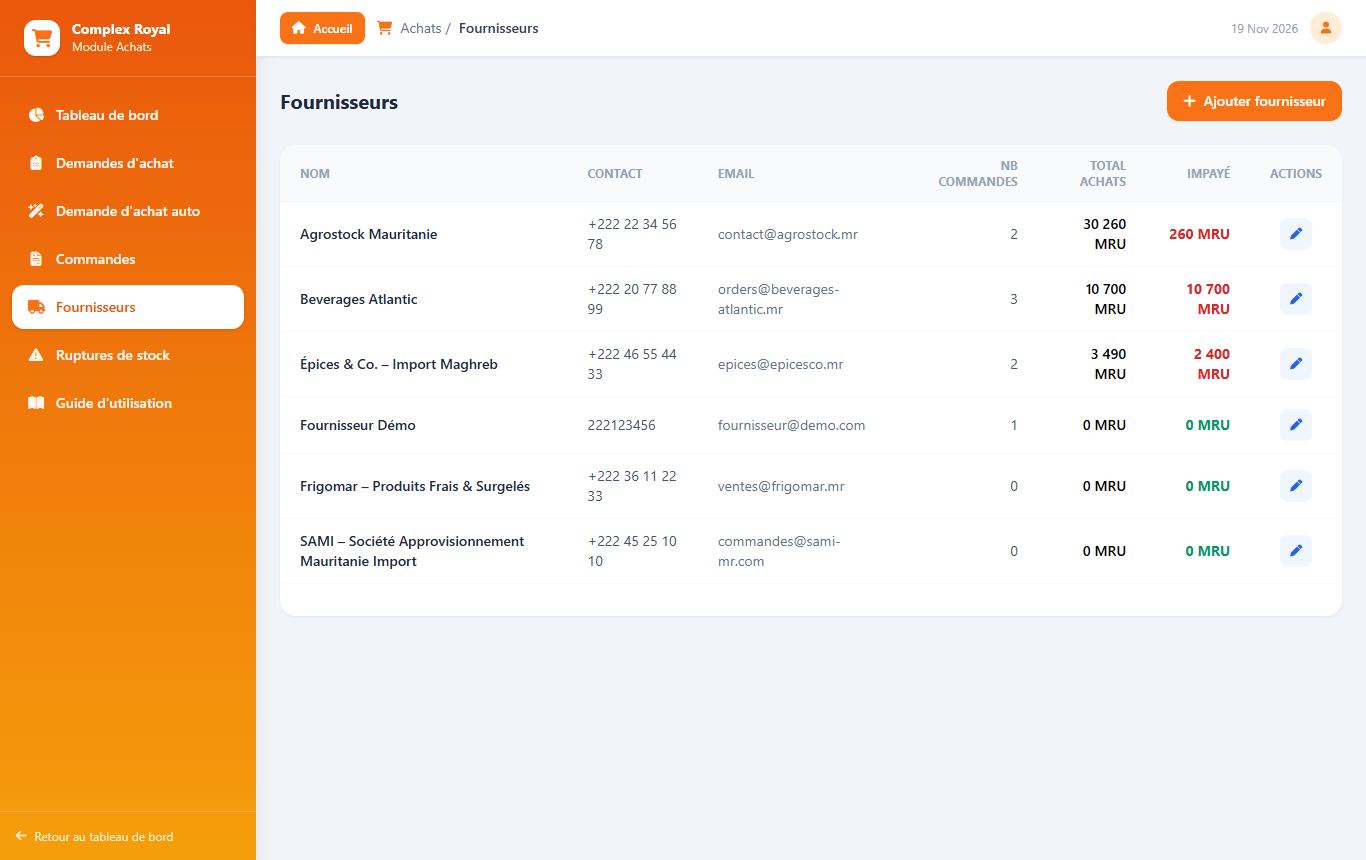 Complex Royal
Module Achats
Tableau de bord
Demandes d'achat
Demande d'achat auto
Commandes
Fournisseurs
Ruptures de stock
Guide d'utilisation
Retour au tableau de bord
Accueil
Achats / Fournisseurs
19 Nov 2026
Fournisseurs
Ajouter fournisseur
NOM CONTACT EMAIL NB COMMANDES TOTAL ACHATS IMPAYÉ ACTIONS
Agrostock Mauritanie +222 22 34 56 78 contact@agrostock.mr 2 30 260 MRU 260 MRU
Beverages Atlantic +222 20 77 88 99 orders@beverages-atlantic.mr 3 10 700 MRU 10 700 MRU
Épices & Co. – Import Maghreb +222 46 55 44 33 epices@epicesco.mr 2 3 490 MRU 2 400 MRU
Fournisseur Démo 222123456 fournisseur@demo.com 1 0 MRU 0 MRU
Frigomar – Produits Frais & Surgelés +222 36 11 22 33 ventes@frigomar.mr 0 0 MRU 0 MRU
SAMI – Société Approvisionnement Mauritanie Import +222 45 25 10 10 commandes@sami-mr.com 0 0 MRU 0 MRU